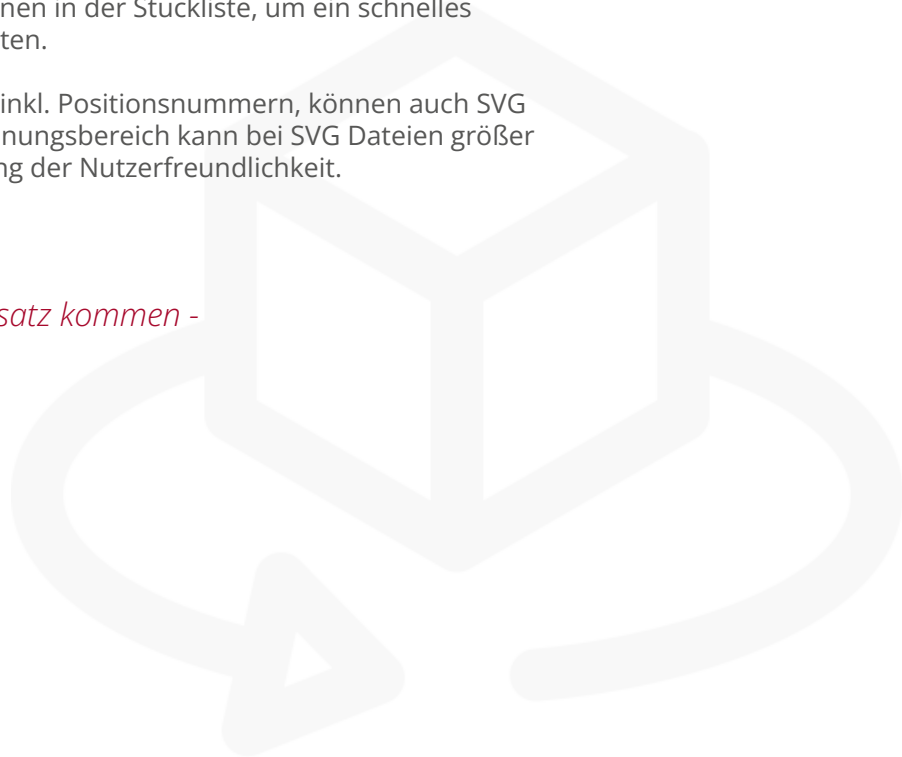 nen in der Stückliste, um ein schnelles
ten.
inkl. Positionsnummern, können auch SVG
nungsbereich kann bei SVG Dateien größer
ng der Nutzerfreundlichkeit.
satz kommen -